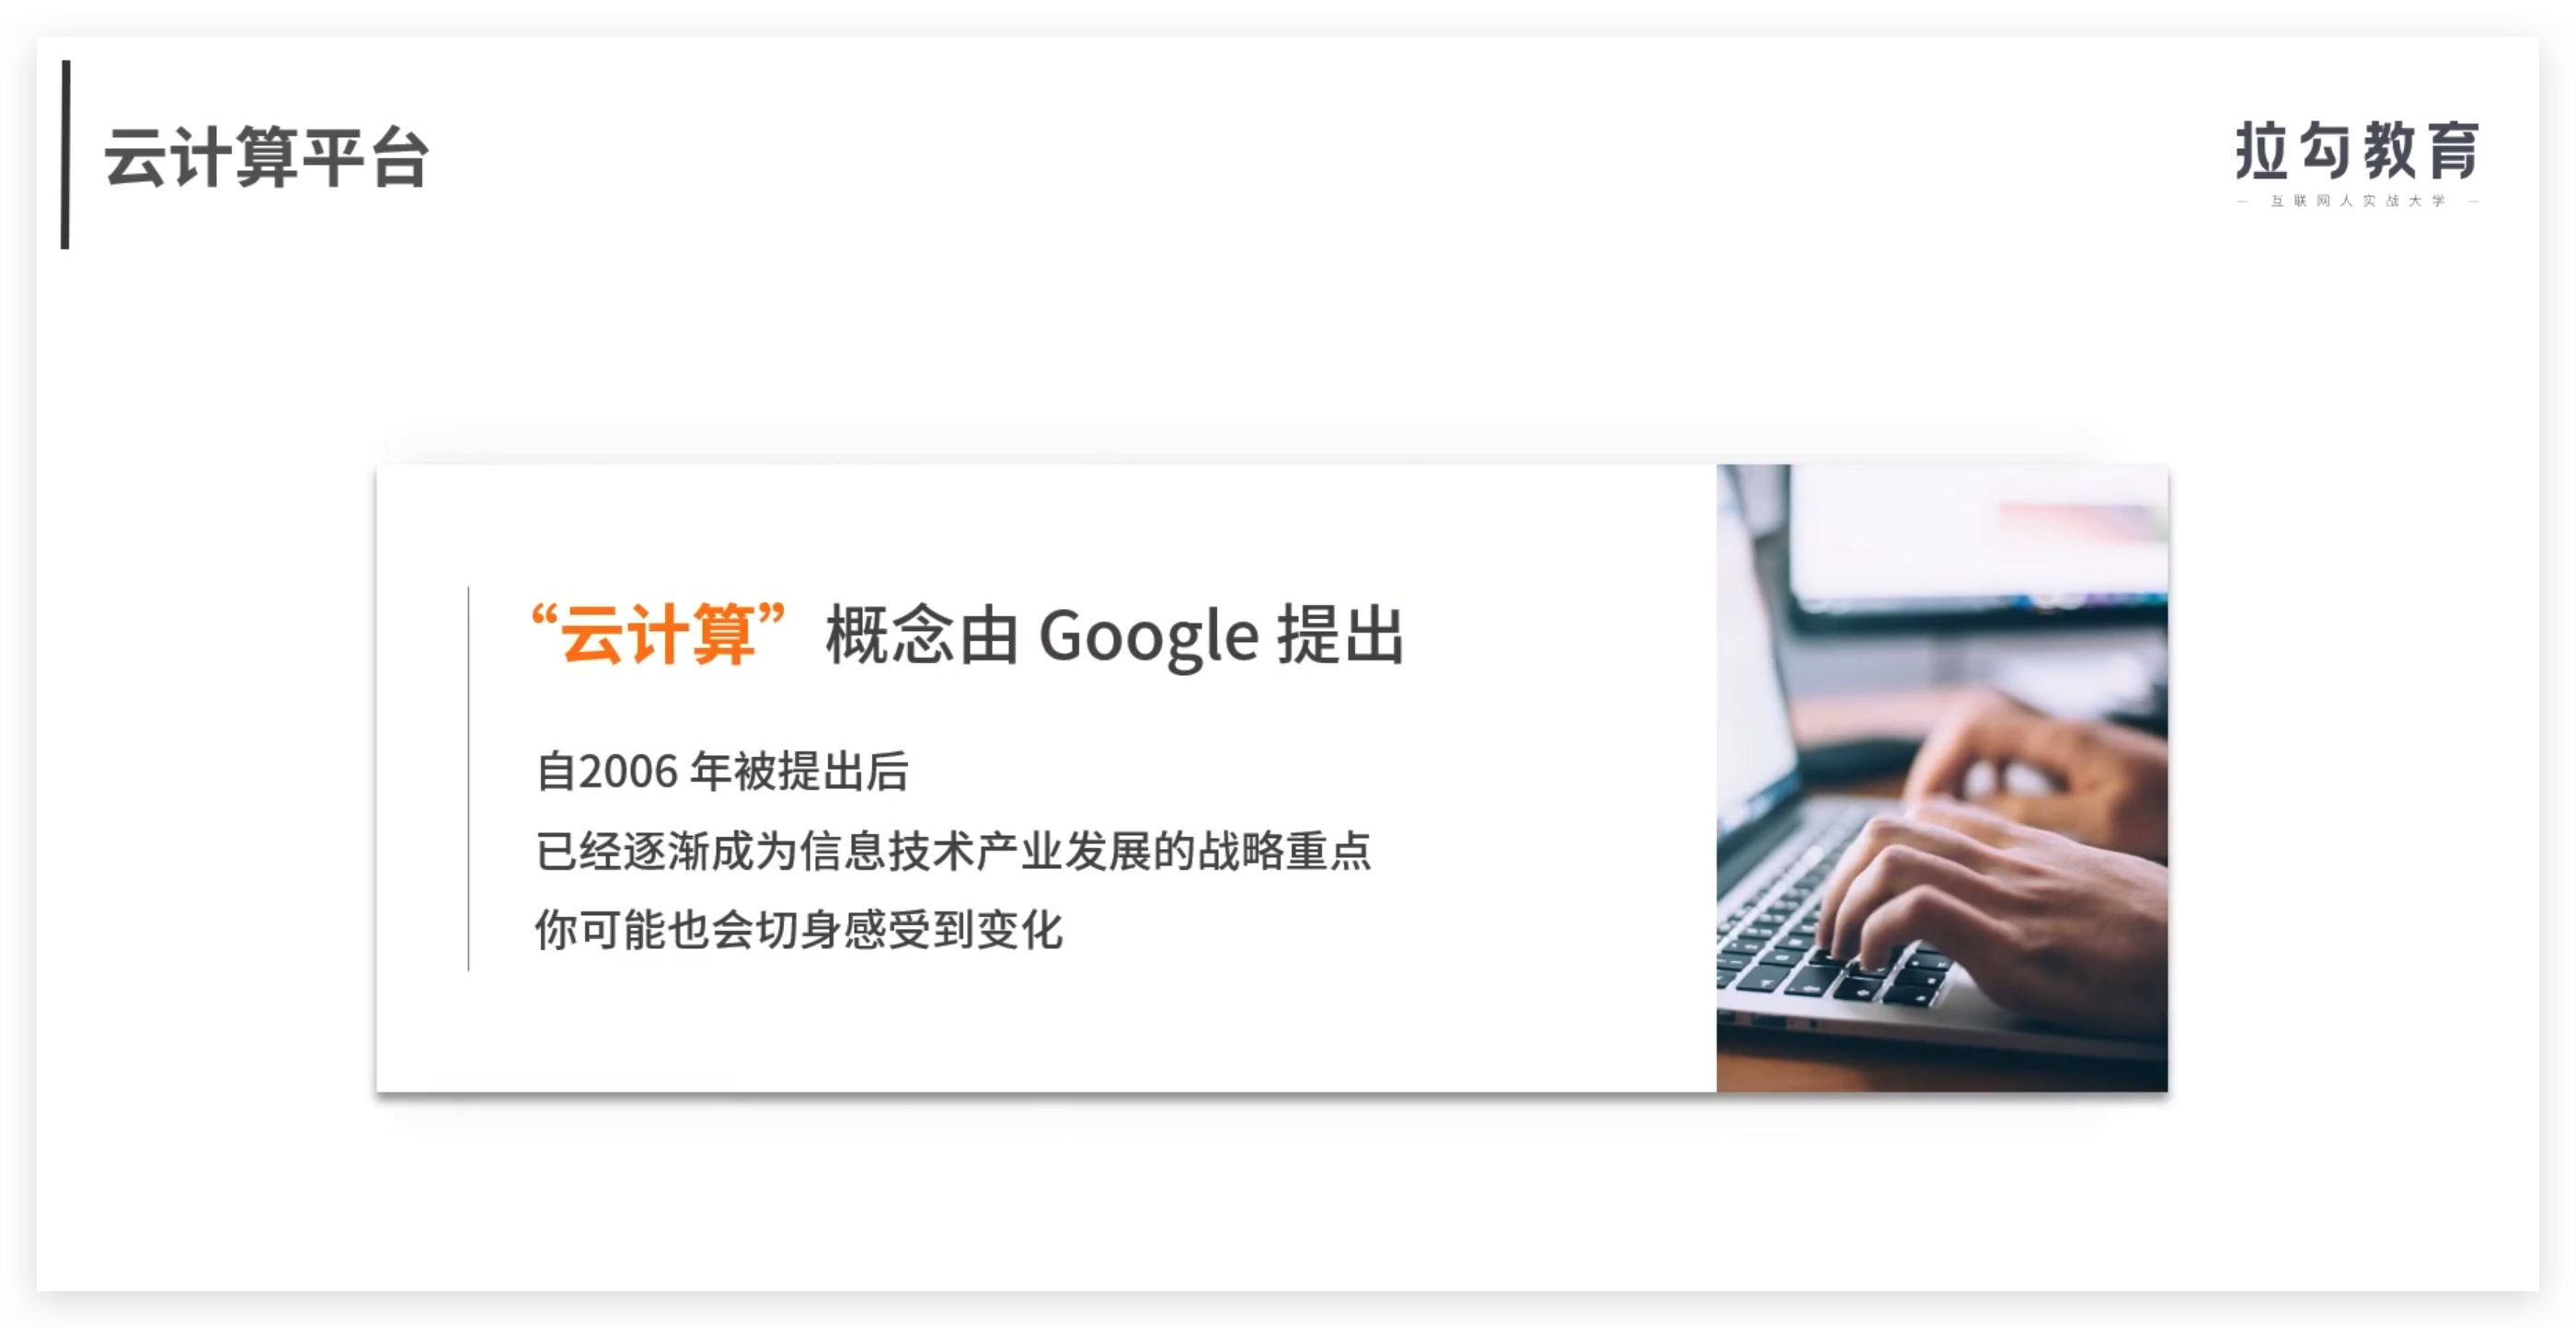 云计算平台
拉勾教育
— 互联网人实战大学 —
“云计算”概念由 Google 提出
自2006 年被提出后
已经逐渐成为信息技术产业发展的战略重点
你可能也会切身感受到变化